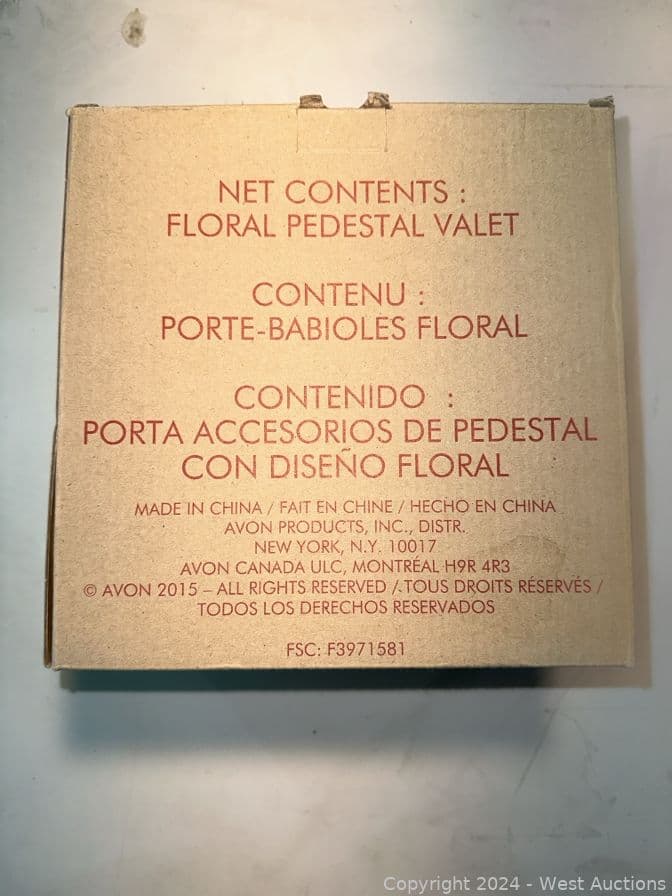 NET CONTENTS :
FLORAL PEDESTAL VALET
CONTENU :
PORTE-BABIOLES FLORAL
CONTENIDO :
PORTA ACCESORIOS DE PEDESTAL
CON DISEÑO FLORAL
MADE IN CHINA / FAIT EN CHINE / HECHO EN CHINA
AVON PRODUCTS, INC., DISTR.
NEW YORK, N.Y. 10017
AVON CANADA ULC, MONTRÉAL H9R 4R3
© AVON 2015 – ALL RIGHTS RESERVED / TOUS DROITS RÉSERVÉS /
TODOS LOS DERECHOS RESERVADOS
FSC: F3971581
Copyright 2024 - West Auctions